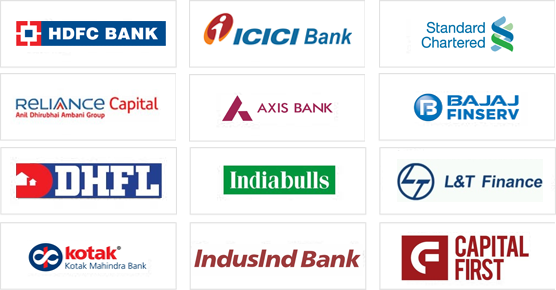 HDFC BANK
ICICI Bank
Standard
Chartered
RELIANCE Capital
Anil Dhirubhai Ambani Group
AXIS BANK
BAJAJ
FINSERV
DHFL
Indiabulls
L&T Finance
kotak®
Kotak Mahindra Bank
IndusInd Bank
CAPITAL
FIRST